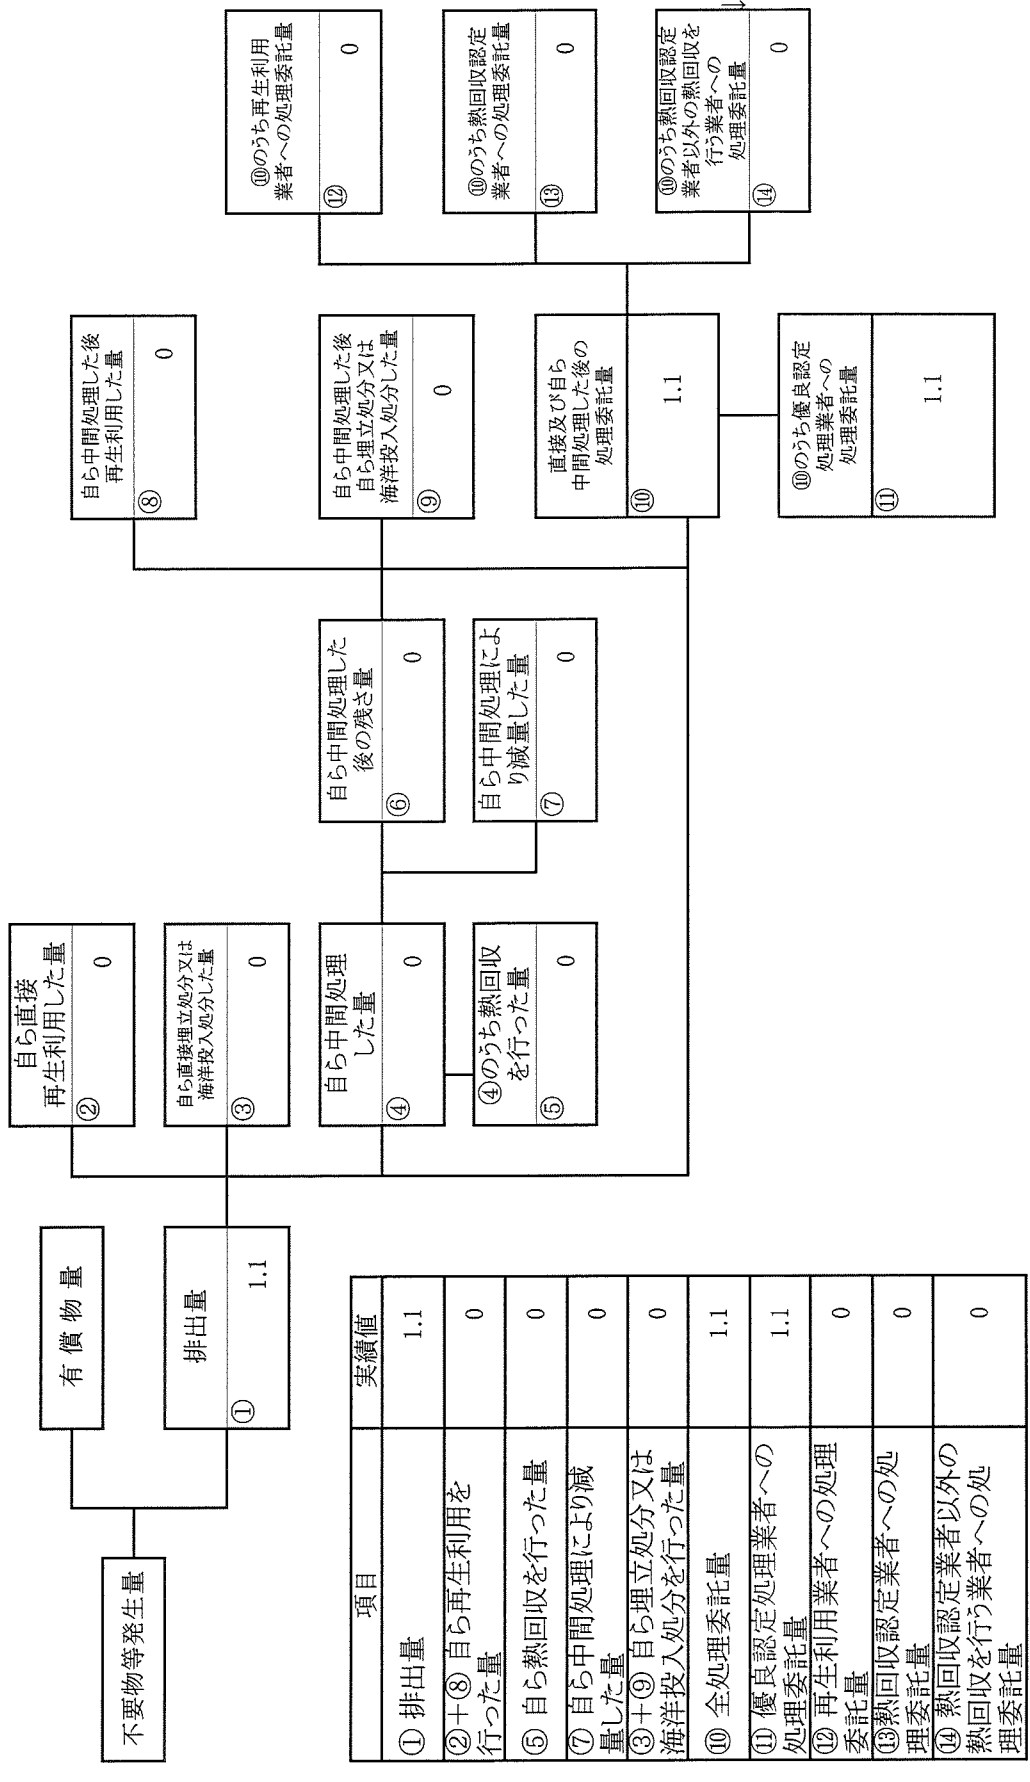 不要物等発生量
有償物量
排出量
①
1.1
自ら直接
再生利用した量
②
0
自ら直接埋立処分又は
海洋投入処分した量
③
0
自ら中間処理
した量
④
0
④のうち熱回収
を行った量
⑤
0
自ら中間処理した
後の残さ量
⑥
0
自ら中間処理によ
り減量した量
⑦
0
自ら中間処理した後
再生利用した量
⑧
0
自ら中間処理した後
自ら埋立処分又は
海洋投入処分した量
⑨
0
直接及び自ら
中間処理した後の
処理委託量
⑩
1.1
⑩のうち優良認定
処理業者への
処理委託量
⑪
1.1
⑩のうち再生利用
業者への処理委託量
⑫
0
⑩のうち熱回収認定
業者への処理委託量
⑬
0
⑩のうち熱回収認定
業者以外の熱回収を
行う業者への
処理委託量
⑭
0
項目 実績値
① 排出量 1.1
②+⑧ 自ら再生利用を
行った量 0
⑤ 自ら熱回収を行った量 0
⑦ 自ら中間処理により減
量した量 0
③+⑨ 自ら埋立処分又は
海洋投入処分を行った量 0
⑩ 全処理委託量 1.1
⑪ 優良認定処理業者への
処理委託量 1.1
⑫ 再生利用業者への処理
委託量 0
⑬熱回収認定業者への処
理委託量 0
⑭ 熱回収認定業者以外の
熱回収を行う業者への処
理委託量 0